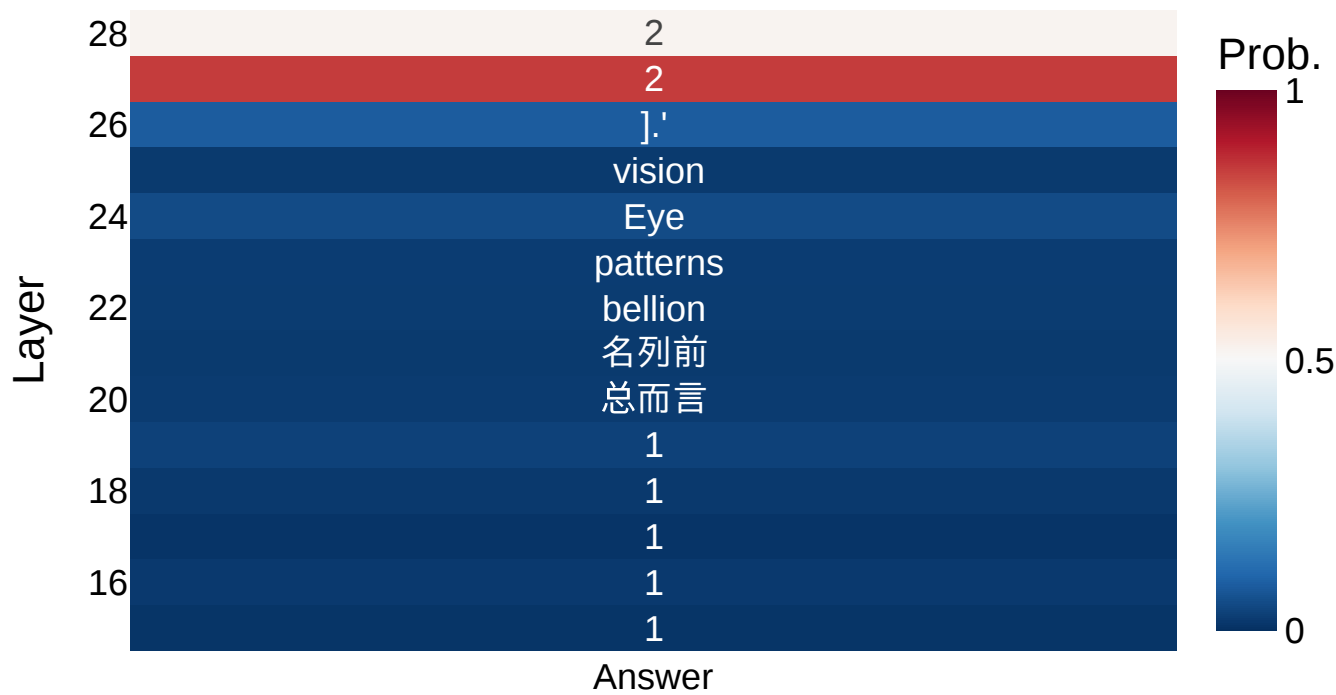 28 2
2
26 ].'
vision
24 Eye
patterns
22 bellion
名列前
20 总而言
1
18 1
1
16 1
1
Layer
Answer
Prob.
1
0.5
0